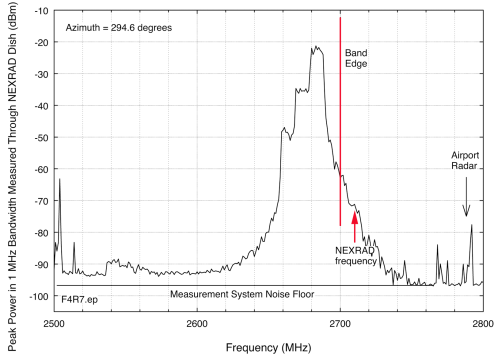 Peak Power in 1 MHz Bandwidth Measured Through NEXRAD Dish (dBm)
-10
-20
-30
-40
-50
-60
-70
-80
-90
-100
Azimuth = 294.6 degrees
Band
Edge
Airport
Radar
NEXRAD
frequency
Measurement System Noise Floor
F4R7.ep
2500
2600
2700
2800
Frequency (MHz)